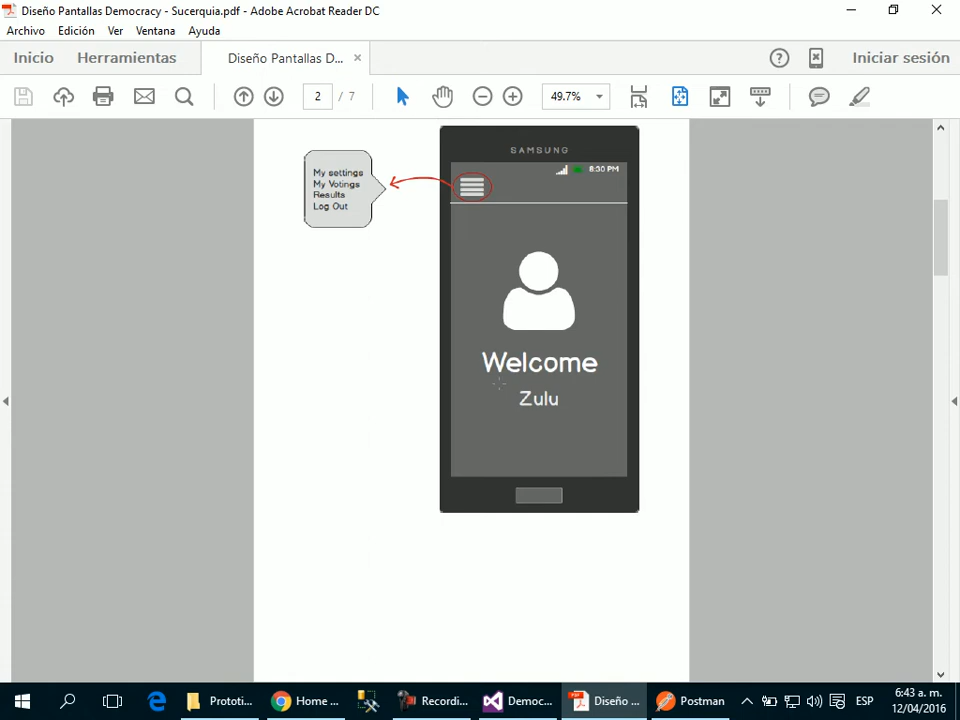 Diseño Pantallas Democracy - Sucerquia.pdf - Adobe Acrobat Reader DC
Archivo Edición Ver Ventana Ayuda
Inicio Herramientas Diseño Pantallas D... × Iniciar sesión
2 / 7 49.7%
SAMSUNG
8:30 PM
My settings
My Votings
Results
Log Out
Welcome
Zulu
Prototi... Home ... Recordi... Democ... Diseño ... Postman ESP 6:43 a. m.
12/04/2016